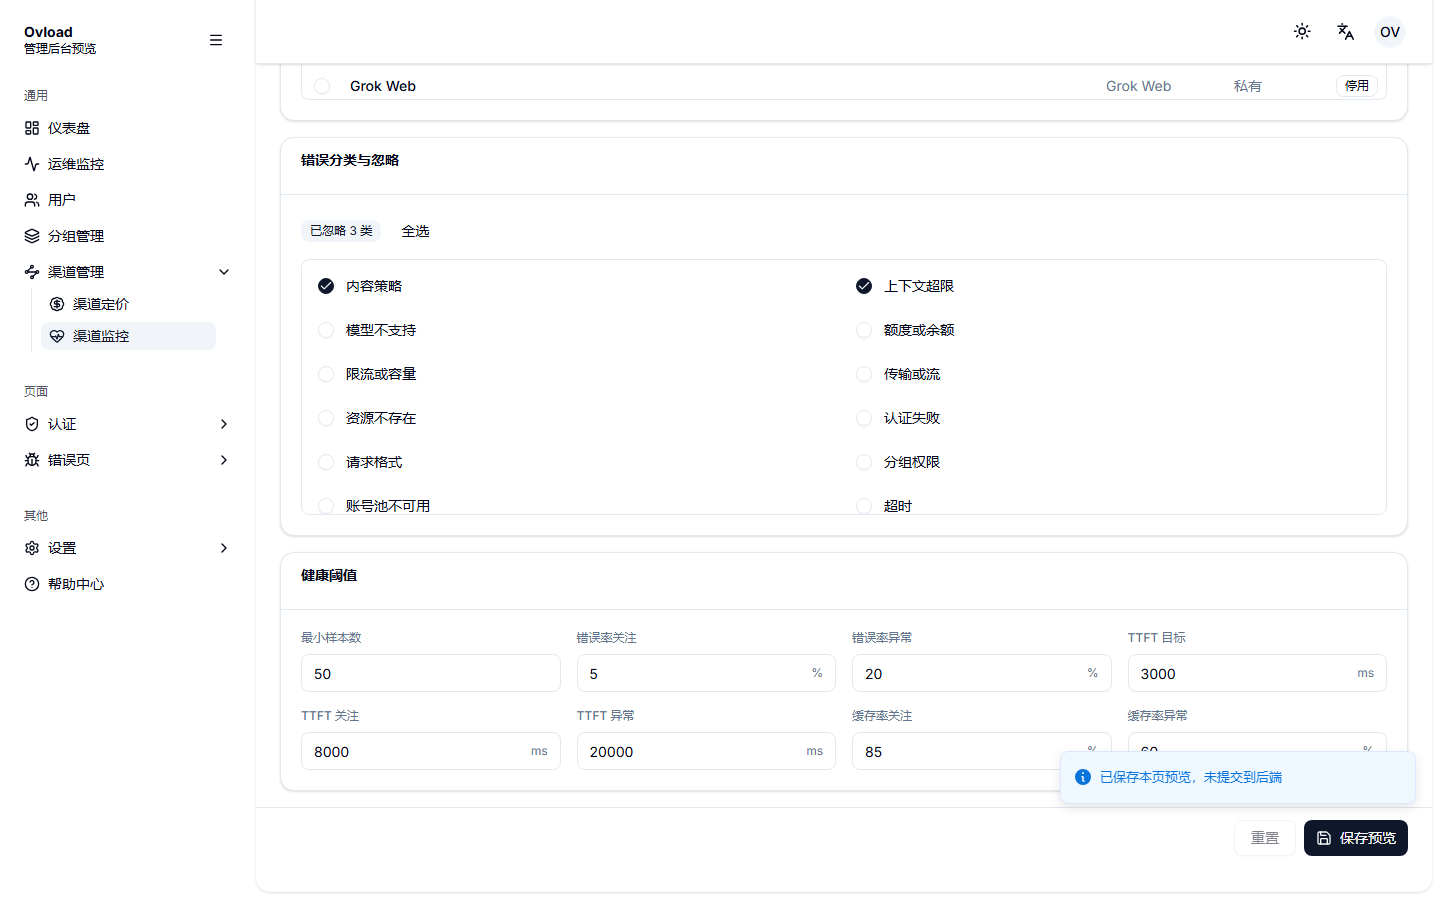 Ovload
管理后台预览
OV
通用
仪表盘
运维监控
用户
分组管理
渠道管理
渠道定价
渠道监控
页面
认证
错误页
其他
设置
帮助中心
Grok Web Grok Web 私有 停用
错误分类与忽略
已忽略 3 类 全选
内容策略 上下文超限
模型不支持 额度或余额
限流或容量 传输或流
资源不存在 认证失败
请求格式 分组权限
账号池不可用 超时
健康阈值
最小样本数 错误率关注 错误率异常 TTFT 目标
50 5 % 20 % 3000 ms
TTFT 关注 TTFT 异常 缓存率关注 缓存率异常
8000 ms 20000 ms 85 % 60 %
已保存本页预览，未提交到后端
重置 保存预览